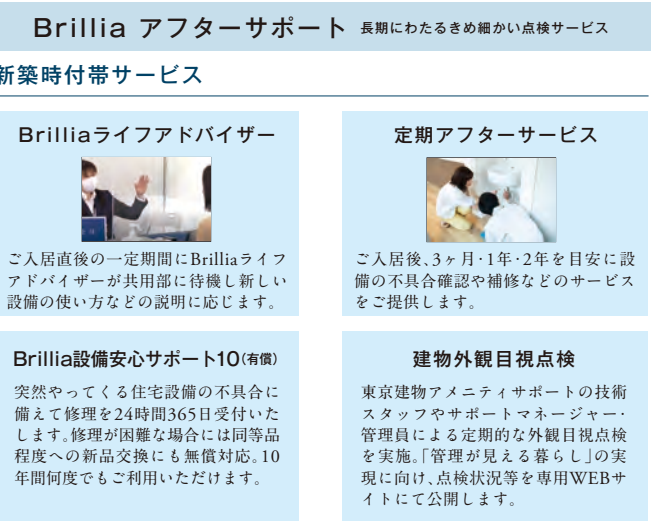 Brillia アフターサポート 長期にわたるきめ細かい点検サービス
新築時付帯サービス
Brilliaライフアドバイザー
ご入居直後の一定期間にBrilliaライフ
アドバイザーが共用部に待機し新しい
設備の使い方などの説明に応じます。
定期アフターサービス
ご入居後、3ヶ月･1年･2年を目安に設
備の不具合確認や補修などのサービス
をご提供します。
Brillia設備安心サポート10(有償)
突然やってくる住宅設備の不具合に
備えて修理を24時間365日受付いた
します。修理が困難な場合には同等品
程度への新品交換にも無償対応。10
年間何度でもご利用いただけます。
建物外観目視点検
東京建物アメニティサポートの技術
スタッフやサポートマネージャー･
管理員による定期的な外観目視点検
を実施。「管理が見える暮らし」の実
現に向け、点検状況等を専用WEBサ
イトにて公開します。